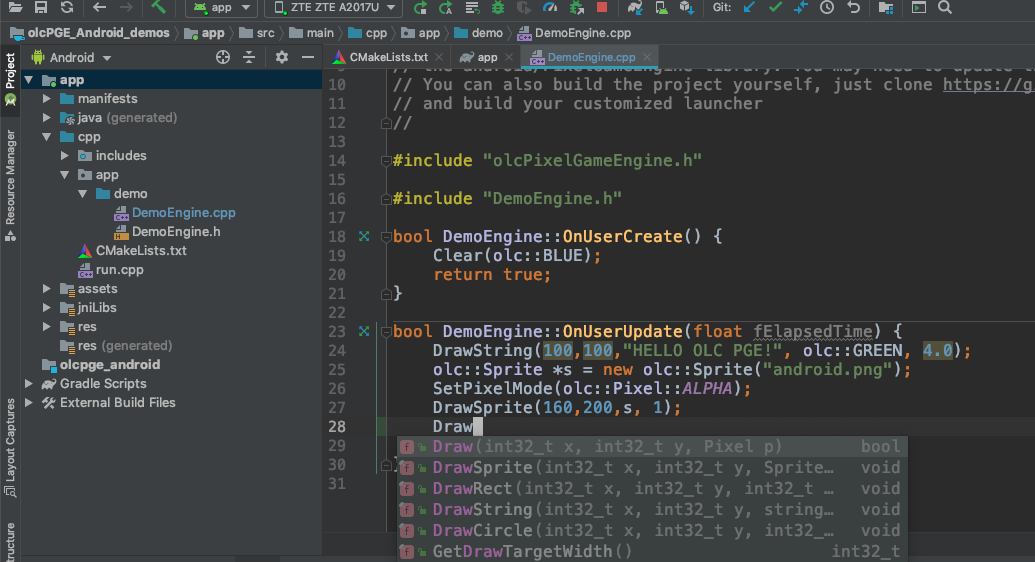 app
ZTE ZTE A2017U
Git:
olcPGE_Android_demos
app
src
main
cpp
app
demo
DemoEngine.cpp
Project
Resource Manager
Layout Captures
Android
CMakeLists.txt
app
DemoEngine.cpp
app
manifests
java (generated)
cpp
includes
app
demo
DemoEngine.cpp
DemoEngine.h
CMakeLists.txt
run.cpp
assets
jniLibs
res
res (generated)
olcpge_android
Gradle Scripts
External Build Files
10 // You can also build the project yourself, just clone https://g
11 // and build your customized launcher
12 //
13
14 #include "olcPixelGameEngine.h"
15
16 #include "DemoEngine.h"
17
18 bool DemoEngine::OnUserCreate() {
19 Clear(olc::BLUE);
20 return true;
21 }
22
23 bool DemoEngine::OnUserUpdate(float fElapsedTime) {
24 DrawString(100,100,"HELLO OLC PGE!", olc::GREEN, 4.0);
25 olc::Sprite *s = new olc::Sprite("android.png");
26 SetPixelMode(olc::Pixel::ALPHA);
27 DrawSprite(160,200,s, 1);
28 Draw
29
30 }
31
Draw(int32_t x, int32_t y, Pixel p) bool
DrawSprite(int32_t x, int32_t y, Sprite… void
DrawRect(int32_t x, int32_t y, int32_t … void
DrawString(int32_t x, int32_t y, string… void
DrawCircle(int32_t x, int32_t y, int32_… void
GetDrawTargetWidth() int32_t